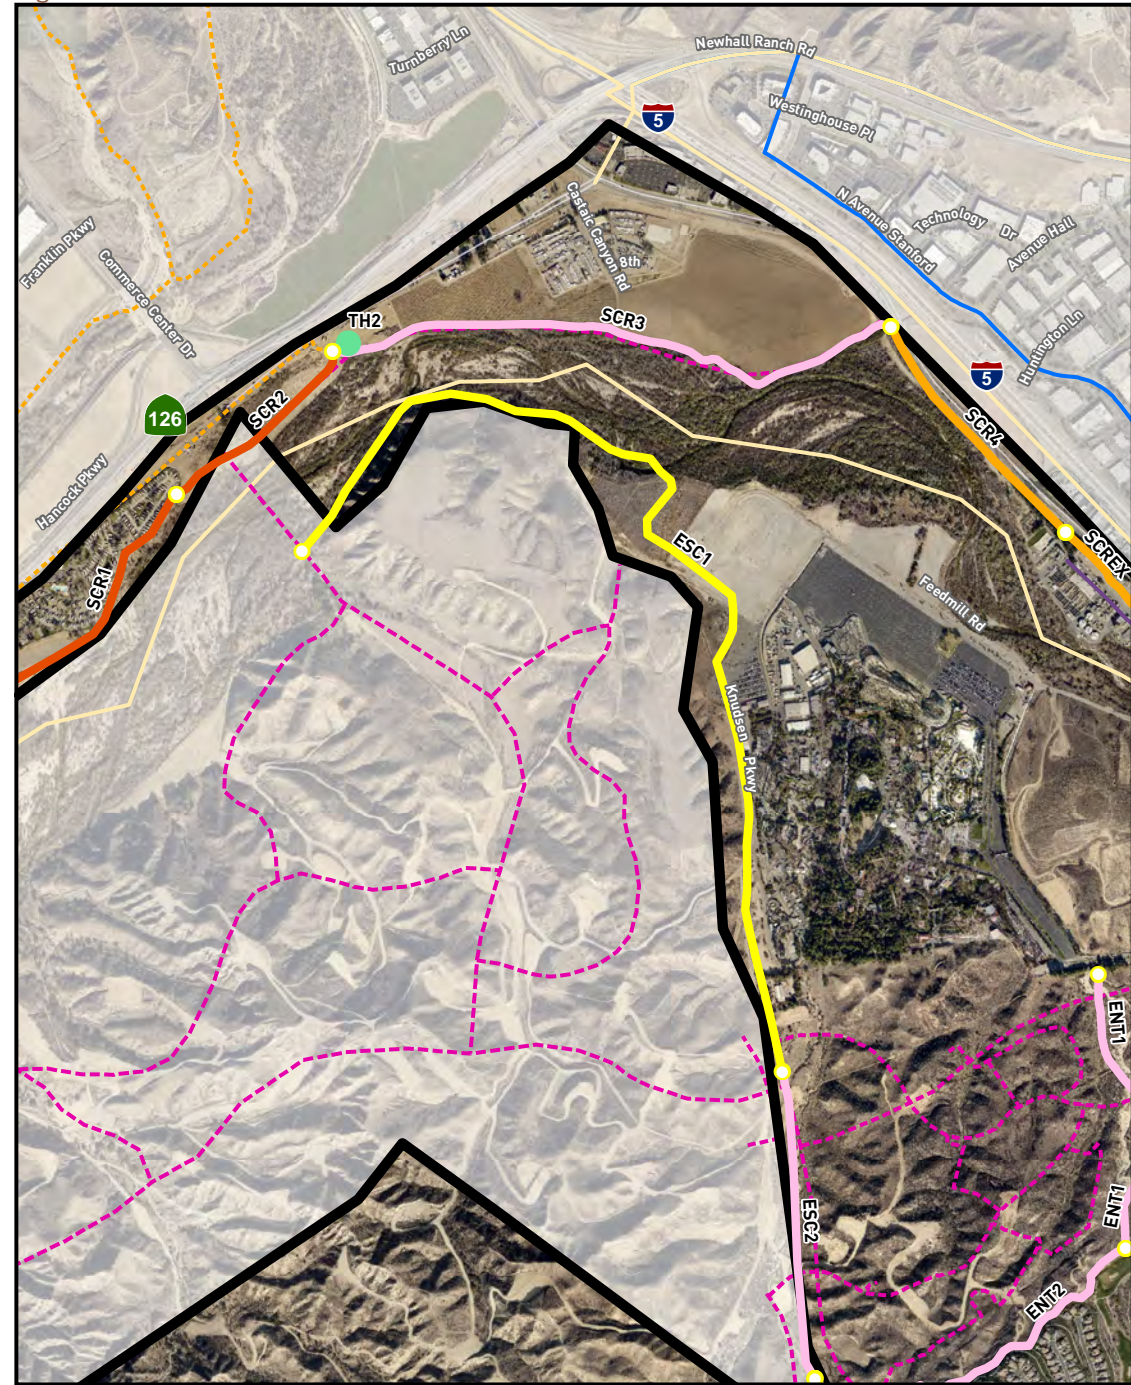 Newhall Ranch Rd
Turnberry Ln
5
Westinghouse Pl
N Avenue Stanford
Technology Dr
Avenue Hall
Castaic Canyon Rd
8th
Franklin Pkwy
Commerce Center Dr
TH2
SCR3
Huntington Ln
5
126
SCR2
SCR4
Hancock Pkwy
SCR1
ESC1
SCREX
Feedmill Rd
Knudsen Pkwy
ENT1
ESC2
ENT1
ENT2